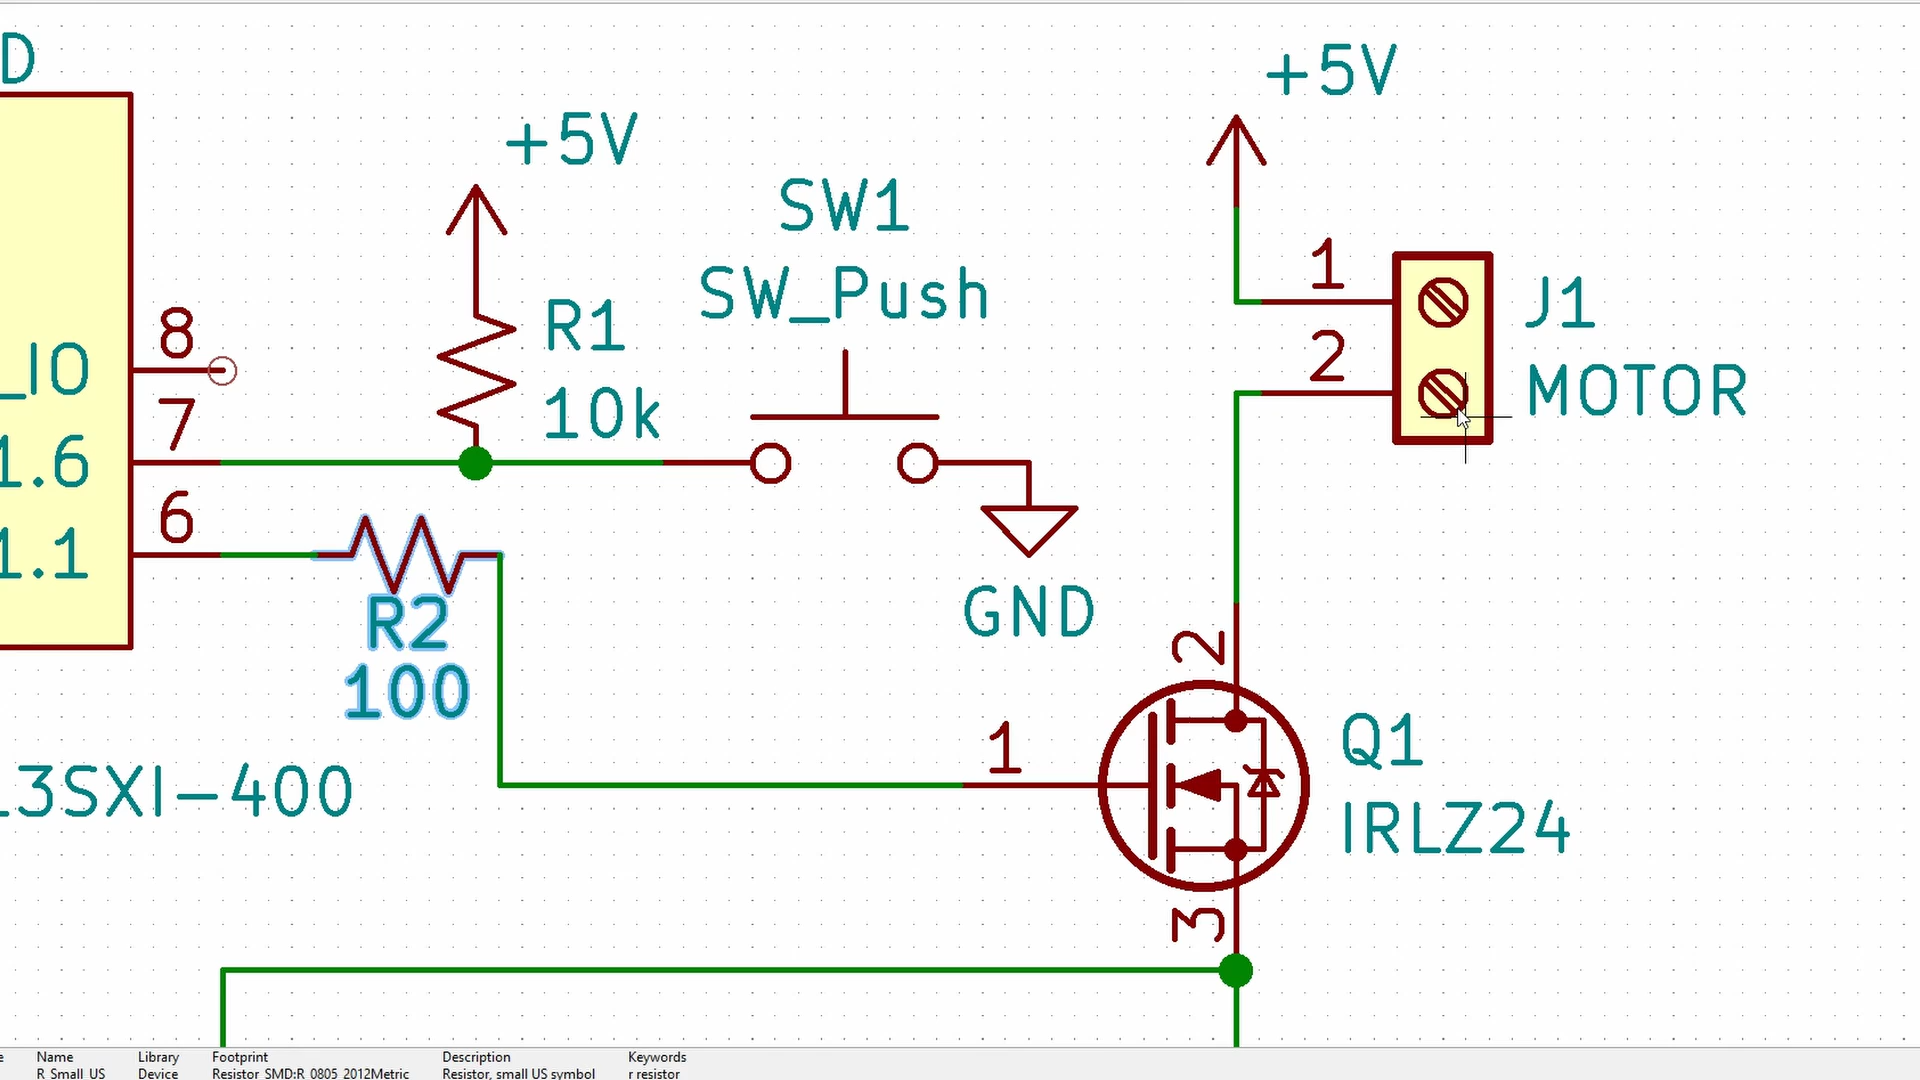 D
+5V
+5V
SW1
SW_Push
1
J1
8
R1
2
_IO
10k
MOTOR
7
1.6
6
1.1
R2
GND
100
2
1
Q1
L3SXI-400
IRLZ24
3
Name Library Footprint Description Keywords
R_Small_US Device Resistor_SMD:R_0805_2012Metric Resistor, small US symbol r resistor